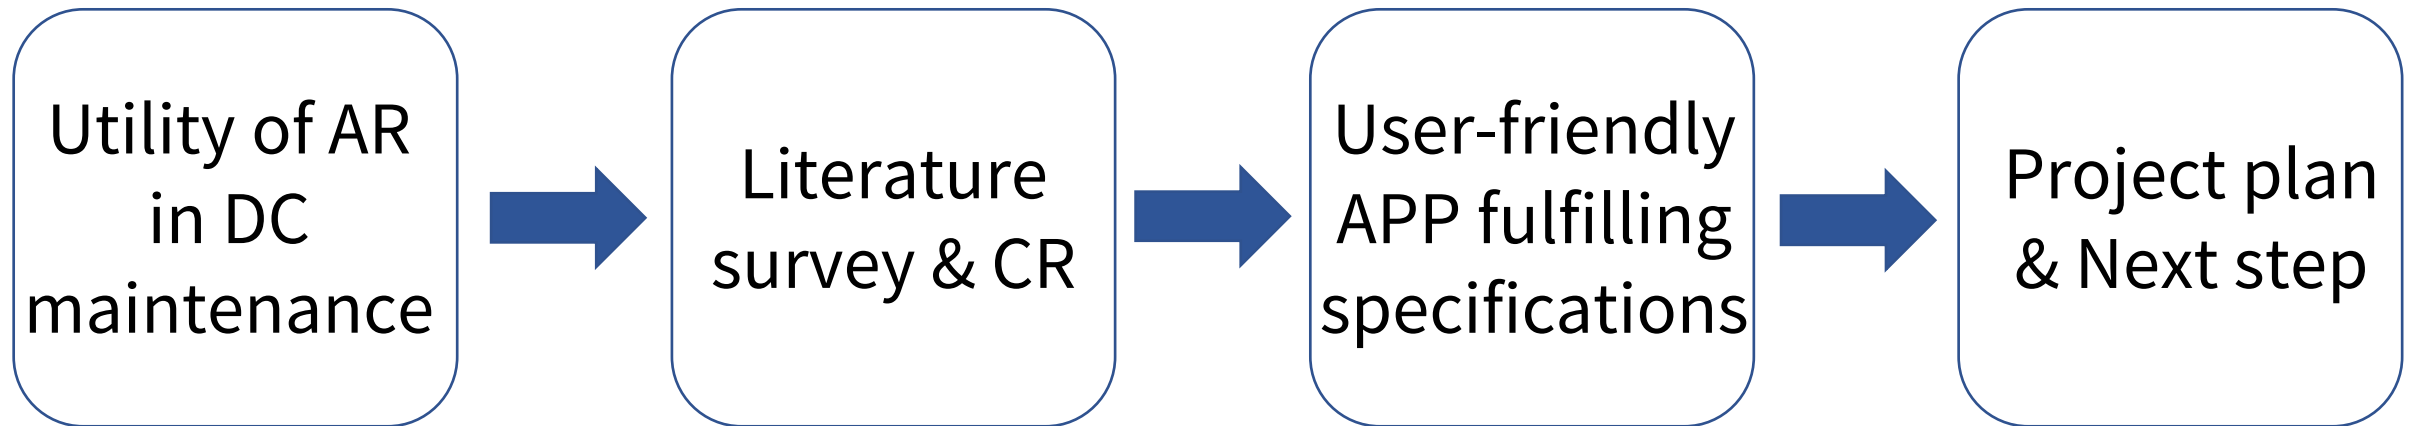 Utility of AR
in DC
maintenance
Literature
survey & CR
User-friendly
APP fulfilling
specifications
Project plan
& Next step